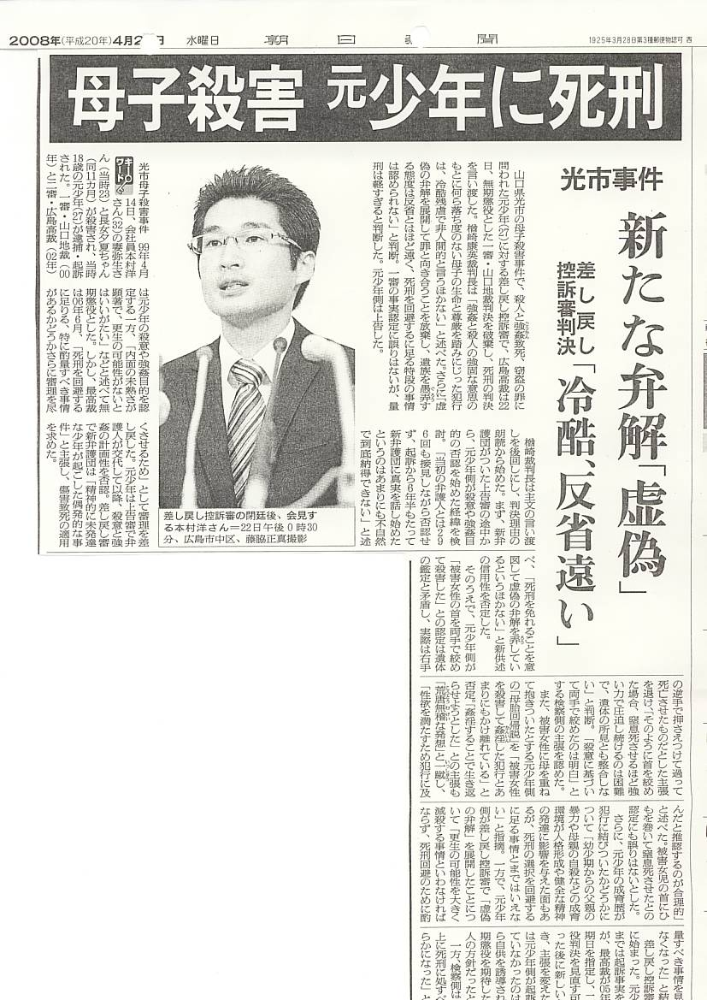 2008年(平成20年)4月2 日 水曜日 朝日 聞 1925年3月28日第3種郵便物認可 西
母子殺害 元少年に死刑
光市事件
新たな弁解「虚偽」
差し戻し
控訴審判決
「冷酷、反省遠い」
山口県光市の母子殺害事件で、殺人と強姦致死、窃盗の罪に
問われた元少年(27)に対する差し戻し控訴審で、広島高裁は22
日、無期懲役とした一審・山口地裁判決を破棄し、死刑の判決
を言い渡した。楢崎康英裁判長は「強姦と殺人の強固な意思の
もとに何ら落ち度のない母子の生命と尊厳を踏みにじった犯行
は、冷酷残虐で非人間的と言うほかない」と述べた。さらに「虚
偽の弁解を展開して罪と向き合うことを放棄し、遺族を愚弄す
る態度は反省とはほど遠く、死刑を回避するに足る特段の事情
は認められない」と判断。一審の事実認定に誤りはないが、量
刑は軽すぎると判断した。元少年側は上告した。
楢崎裁判長は主文の言い渡
しを後回しにし、判決理由の
朗読から始めた。まず、新弁
護団がついた上告審の途中か
ら、元少年側が殺意や強姦目
的の否認を始めた経緯を検
討。「当初の弁護人とは29
6回も接見しながら否認せ
ず、起訴から6年半もたって
新弁護団に真実を話し始めた
というのはあまりにも不自然
で到底納得できない」と述
べ、「死刑を免れることを意
図して虚偽の弁解を弄してい
るというほかない」と新供述
の信用性を否定した。
そのうえで、元少年側が
「被害女性の首を両手で絞め
て殺害した」との認定は遺体
の鑑定と矛盾し、実際は右手
の逆手で押さえつけて過って
死亡させたものだとした主張
を退け、「そのように首を絞め
た場合、窒息死させるほど強
い力で圧迫し続けるのは困難
で、遺体の所見とも整合しな
い」と判断。「殺意に基づい
て両手で絞めたのは明白」と
する検察側の主張を認めた。
また、被害女性に母を重ね
て抱きついたとする元少年側
の「母胎回帰説」を「被害女性
を殺害して姦淫した犯行とあ
まりにもかけ離れている」と
否定。「姦淫することで生き返
らせようとした」との主張も
「荒唐無稽な発想」と一蹴し、
「性欲を満たすため犯行に及
んだと推認するのが合理的」
と述べた。被害女児の首にひ
もを巻いて窒息死させたとの
認定にも誤りはないとした。
さらに、元少年の成育歴が
犯行に結びついたかどうかに
ついて「幼少期からの父親の
暴力や母親の自殺などの成育
環境が人格形成や健全な精神
の発達に影響を与えた面もあ
るが、死刑の選択を回避する
に足る事情とまではいえな
い」と指摘。一方で、元少年
側が差し戻し控訴審で「虚偽
の弁解」を展開したことにつ
いて「更生の可能性を大きく
減殺する事情といわなければ
ならず、死刑回避のために酌
量すべき事情を見
なくなった」と結
差し戻し控訴審
に始まった。元少
までは起訴事実を
が、最高裁が05年
期日を指定し、一
役判決を見直す可
った後に新しい
き、主張を変えた
は元少年側が起訴
ていなかったのは
ら自供を誘導され
期懲役を期待した
人の方針だったと
一方、検察側は
上に死刑に処すべ
らかになった」と
キーワード
光市母子殺害事件 99年4月
14日、会社員本村洋
さん(32)の妻弥生さ
ん(当時23)と長女夕夏ちゃん
(同11カ月)が殺害され、当時
18歳の元少年(27)が逮捕・起訴
された。一審・山口地裁(00
年)と二審・広島高裁(02年)
は元少年の殺意や強姦目的を認
定する一方、「内面の未熟さが
顕著で、更生の可能性がないと
はいいがたい」などと述べて無
期懲役とした。しかし、最高裁
は06年6月、「死刑を回避する
に足りる、特に酌量すべき事情
があるかどうかさらに審理を尽
くさせるため」として審理を差
し戻した。元少年は上告審で弁
護人が交代して以降、殺意と強
姦の計画性を否認。差し戻し審
で新弁護団は「精神的に未発達
な少年が起こした偶発的な事
件」と主張し、傷害致死の適用
を求めた。
差し戻し控訴審の閉廷後、会見す
る本村洋さん＝22日午後0時30
分、広島市中区、藤脇正真撮影